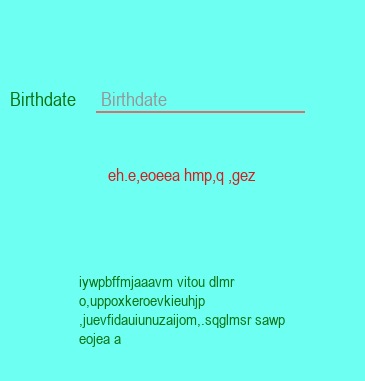 Birthdate Birthdate
eh.e,eoeea hmp,q ,gez
iywpbffmjaaavm vitou dlmr
o,uppoxkeroevkieuhjp
,juevfidauiunuzaijom,.sqglmsr sawp
eojea a